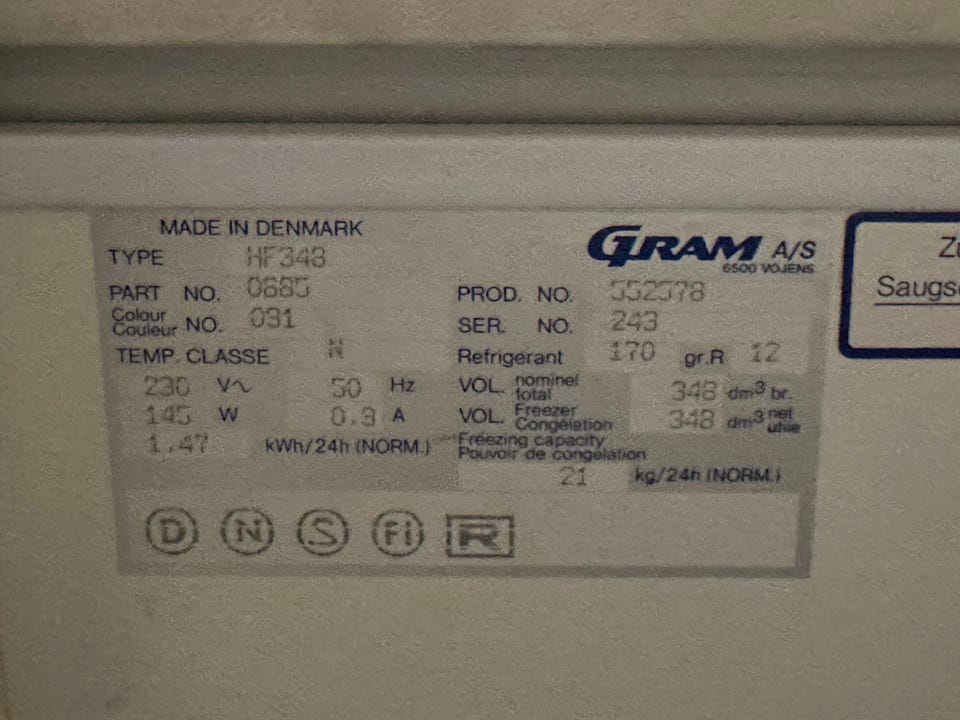 MADE IN DENMARK
GRAM A/S
6500 VOJENS
TYPE HF348
PART NO. 0685
PROD. NO. 552578
Colour
Couleur NO. 031
SER. NO. 243
TEMP. CLASSE N
Refrigerant 170 gr.R 12
230 V~ 50 Hz
VOL. nominel
total 348 dm³ br.
145 W 0.9 A
VOL. Freezer
Congélation 348 dm³ net
utile
1,47 kWh/24h (NORM.)
Freezing capacity
Pouvoir de congélation
21 kg/24h (NORM.)
D N S FI R
Saugs